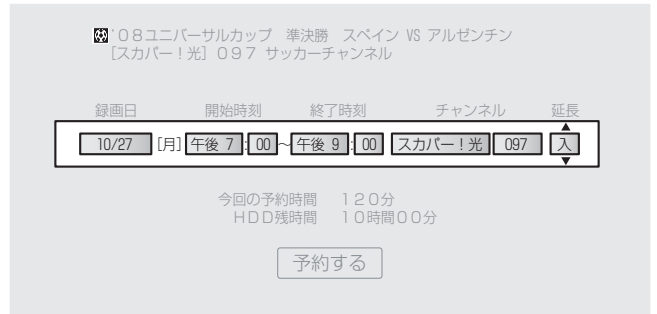 '08ユニバーサルカップ 準決勝 スペイン VS アルゼンチン
[スカパー!光] 097 サッカーチャンネル
録画日 開始時刻 終了時刻 チャンネル 延長
10/27 [月] 午後 7 : 00 ~ 午後 9 : 00 スカパー!光 097 入
今回の予約時間 120分
HDD残時間 10時間00分
予約する